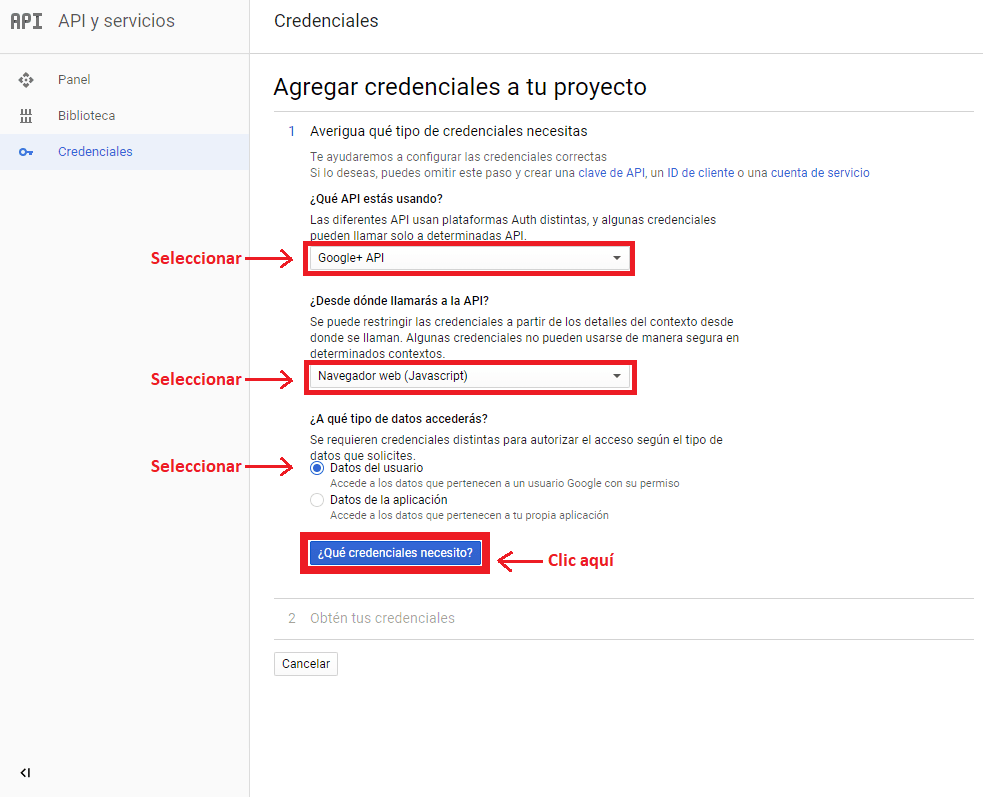 API API y servicios
Credenciales
Panel
Biblioteca
Credenciales
Agregar credenciales a tu proyecto
1 Averigua qué tipo de credenciales necesitas
Te ayudaremos a configurar las credenciales correctas
Si lo deseas, puedes omitir este paso y crear una clave de API, un ID de cliente o una cuenta de servicio
¿Qué API estás usando?
Las diferentes API usan plataformas Auth distintas, y algunas credenciales
pueden llamar solo a determinadas API.
Seleccionar
Google+ API
¿Desde dónde llamarás a la API?
Se puede restringir las credenciales a partir de los detalles del contexto desde
donde se llaman. Algunas credenciales no pueden usarse de manera segura en
determinados contextos.
Seleccionar
Navegador web (Javascript)
¿A qué tipo de datos accederás?
Se requieren credenciales distintas para autorizar el acceso según el tipo de
datos que solicites.
Seleccionar
Datos del usuario
Accede a los datos que pertenecen a un usuario Google con su permiso
Datos de la aplicación
Accede a los datos que pertenecen a tu propia aplicación
¿Qué credenciales necesito?
Clic aquí
2 Obtén tus credenciales
Cancelar